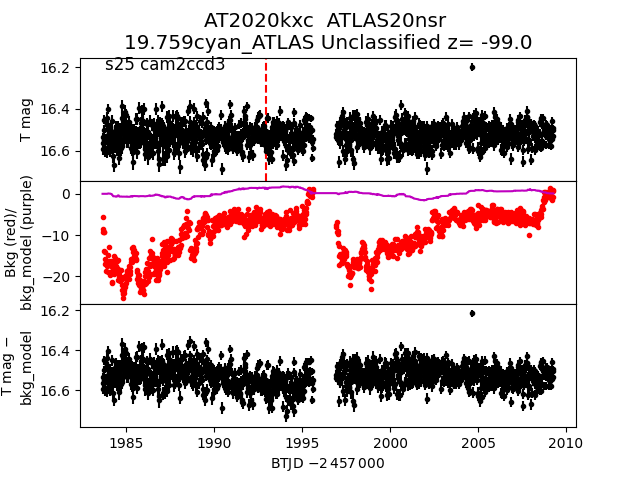 AT2020kxc  ATLAS20nsr
19.759cyan_ATLAS Unclassified z= -99.0
s25 cam2ccd3
16.2
16.4
16.6
T mag
0
−10
−20
Bkg (red)/
bkg_model (purple)
16.2
16.4
16.6
T mag −
bkg_model
1985
1990
1995
2000
2005
2010
BTJD −2 457 000